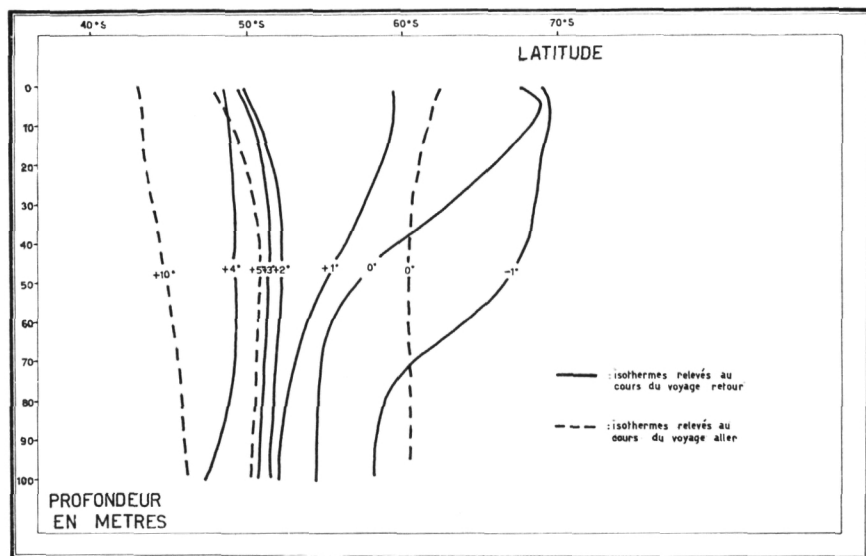 40°S 50°S 60°S 70°S
LATITUDE
0
10
20
30
40
50
60
70
80
90
100
+10° +4° +5° +3° +2° +1° 0° 0° -1°
: isothermes relevés au
cours du voyage retour
: isothermes relevés au
cours du voyage aller
PROFONDEUR
EN METRES